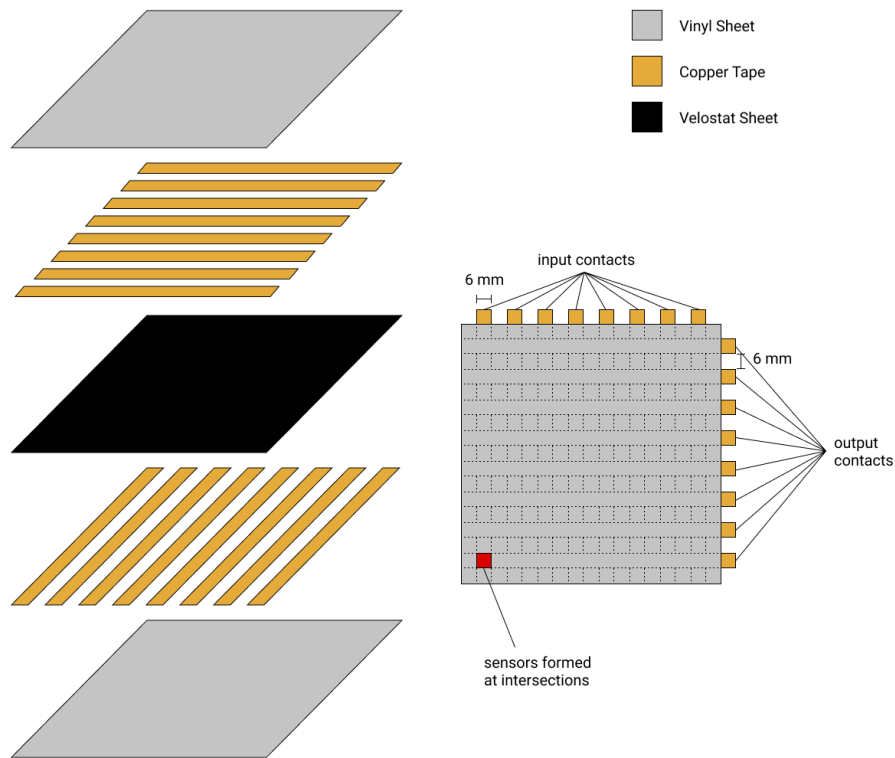 Vinyl Sheet
Copper Tape
Velostat Sheet
input contacts
6 mm
6 mm
output
contacts
sensors formed
at intersections